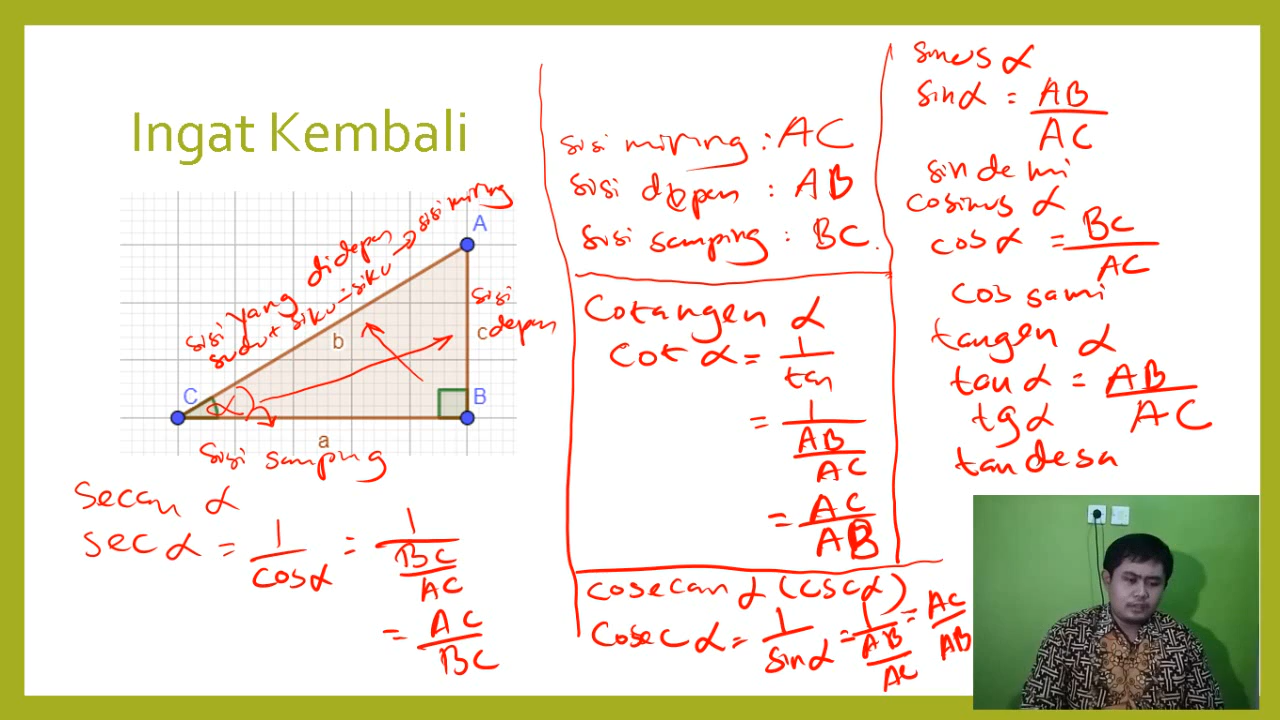 Ingat Kembali
A
B
C
a
b
c
α
sisi yang didepan
sudut siku-siku → sisi miring
sisi
depan
sisi samping
secan α
sec α = 1/cos α = 1/(BC/AC)
= AC/BC
sisi miring : AC
sisi depan : AB
sisi samping : BC.
Cotangen α
Cot α = 1/tan
= 1/(AB/AC)
= AC/AB
cosecan α (csc α)
cosec α = 1/sin α = 1/(AB/AC) = AC/AB
sinus α
sin α = AB/AC
sin de mi
cosinus α
cos α = BC/AC
cos sami
tangen α
tan α = AB/AC
tg α
tan desa